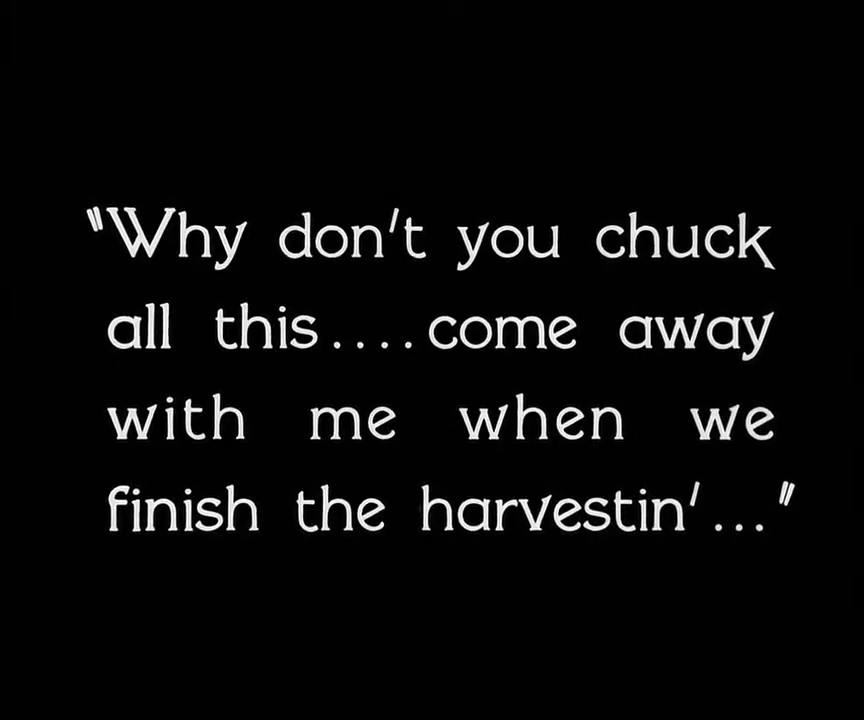 "Why don't you chuck
all this....come away
with me when we
finish the harvestin'..."